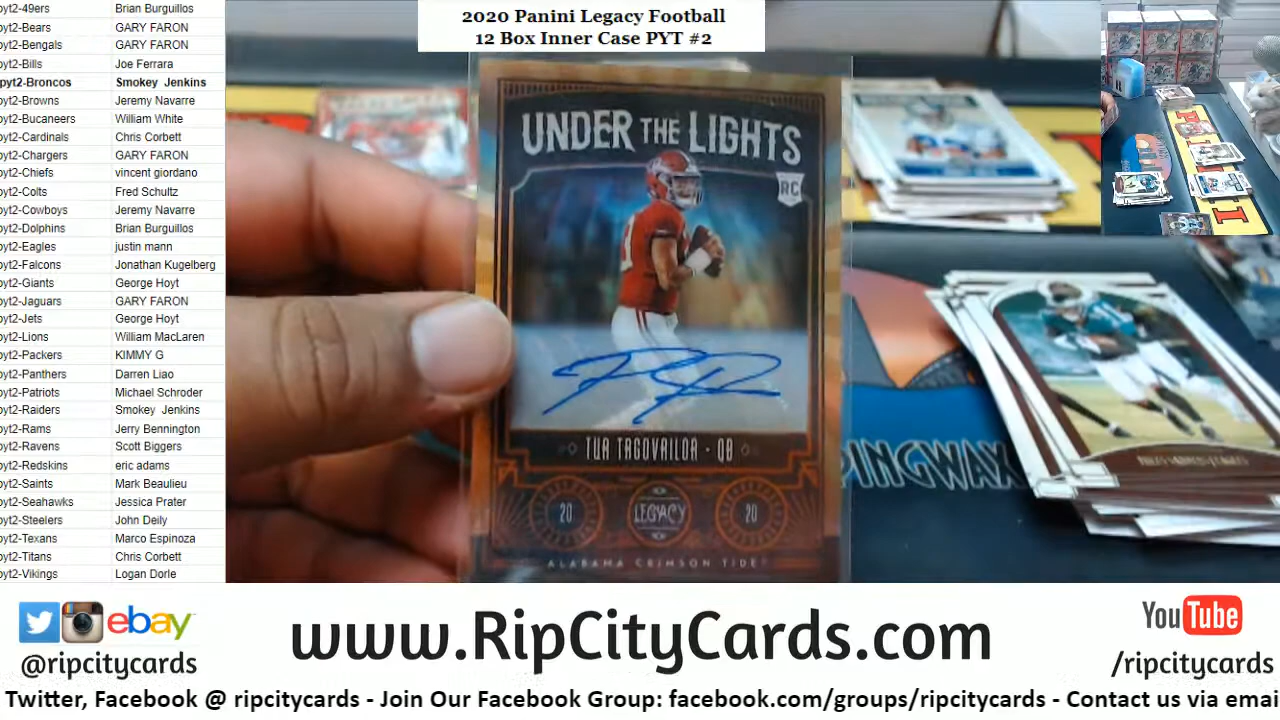 pyt2-49ers Brian Burguillos
pyt2-Bears GARY FARON
pyt2-Bengals GARY FARON
pyt2-Bills Joe Ferrara
pyt2-Broncos Smokey Jenkins
pyt2-Browns Jeremy Navarre
pyt2-Bucaneers William White
pyt2-Cardinals Chris Corbett
pyt2-Chargers GARY FARON
pyt2-Chiefs vincent giordano
pyt2-Colts Fred Schultz
pyt2-Cowboys Jeremy Navarre
pyt2-Dolphins Brian Burguillos
pyt2-Eagles justin mann
pyt2-Falcons Jonathan Kugelberg
pyt2-Giants George Hoyt
pyt2-Jaguars GARY FARON
pyt2-Jets George Hoyt
pyt2-Lions William MacLaren
pyt2-Packers KIMMY G
pyt2-Panthers Darren Liao
pyt2-Patriots Michael Schroder
pyt2-Raiders Smokey Jenkins
pyt2-Rams Jerry Bennington
pyt2-Ravens Scott Biggers
pyt2-Redskins eric adams
pyt2-Saints Mark Beaulieu
pyt2-Seahawks Jessica Prater
pyt2-Steelers John Deily
pyt2-Texans Marco Espinoza
pyt2-Titans Chris Corbett
pyt2-Vikings Logan Dorle
2020 Panini Legacy Football
12 Box Inner Case PYT #2
UNDER THE LIGHTS
RC
TUA TAGOVAILOA · QB
20 LEGACY 20
ALABAMA CRIMSON TIDE
PINGWAX
ebay
@ripcitycards
www.RipCityCards.com
YouTube
/ripcitycards
Twitter, Facebook @ ripcitycards - Join Our Facebook Group: facebook.com/groups/ripcitycards - Contact us via emai